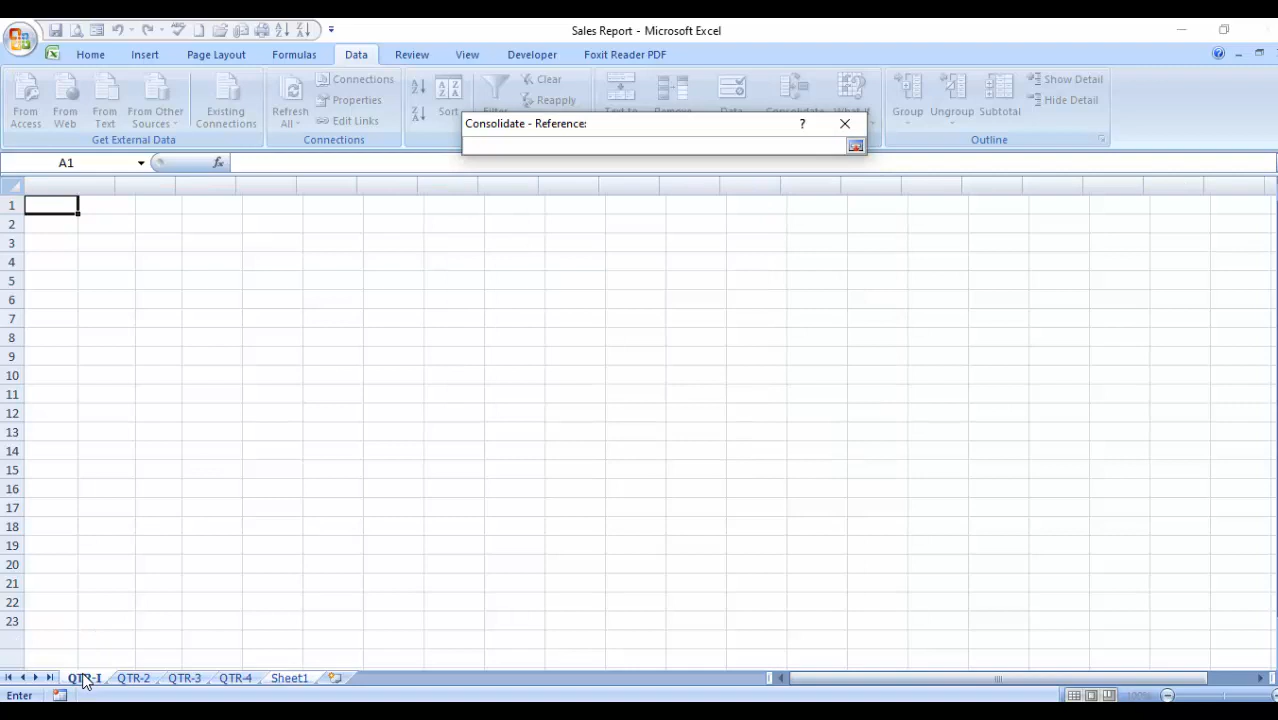 Sales Report - Microsoft Excel
Home Insert Page Layout Formulas Data Review View Developer Foxit Reader PDF
From Access
From Web
From Text
From Other Sources
Existing Connections
Get External Data
Refresh All
Connections
Properties
Edit Links
Connections
Sort
Clear
Reapply
Group
Ungroup
Subtotal
Show Detail
Hide Detail
Outline
Consolidate - Reference:
A1
fx
1
2
3
4
5
6
7
8
9
10
11
12
13
14
15
16
17
18
19
20
21
22
23
QTR-I QTR-2 QTR-3 QTR-4 Sheet1
Enter
100%